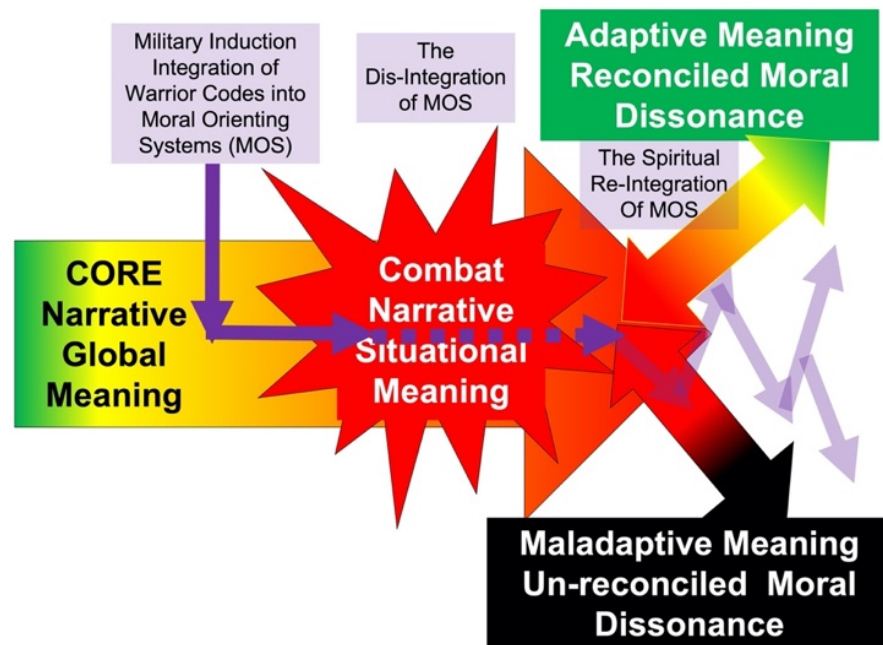 Military Induction
Integration of
Warrior Codes into
Moral Orienting
Systems (MOS)
The
Dis-Integration
of MOS
Adaptive Meaning
Reconciled Moral
Dissonance
The Spiritual
Re-Integration
Of MOS
CORE
Narrative
Global
Meaning
Combat
Narrative
Situational
Meaning
Maladaptive Meaning
Un-reconciled Moral
Dissonance